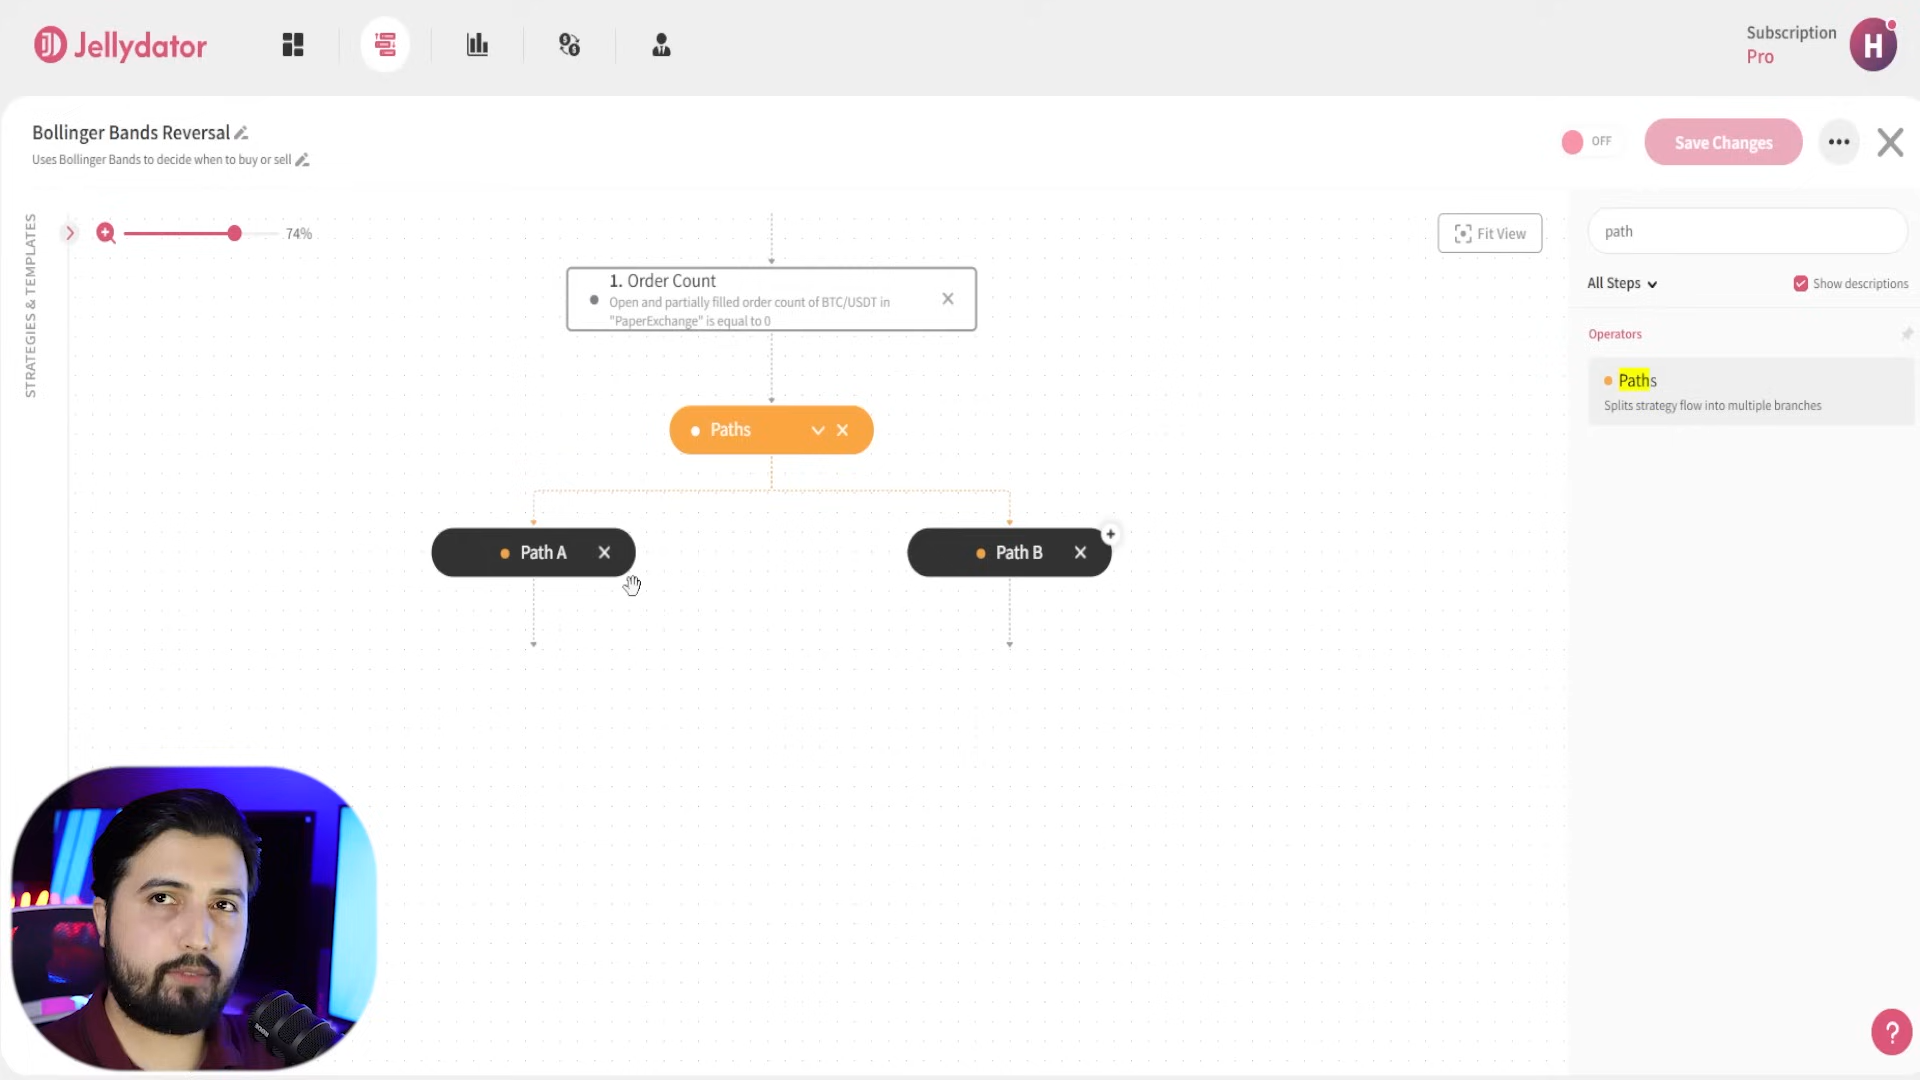 Jellydator
Subscription
Pro
H
Bollinger Bands Reversal
Uses Bollinger Bands to decide when to buy or sell
OFF
Save Changes
STRATEGIES & TEMPLATES
74%
Fit View
path
All Steps
Show descriptions
Operators
Paths
Splits strategy flow into multiple branches
1. Order Count
Open and partially filled order count of BTC/USDT in
"PaperExchange" is equal to 0
Paths
Path A
Path B
?